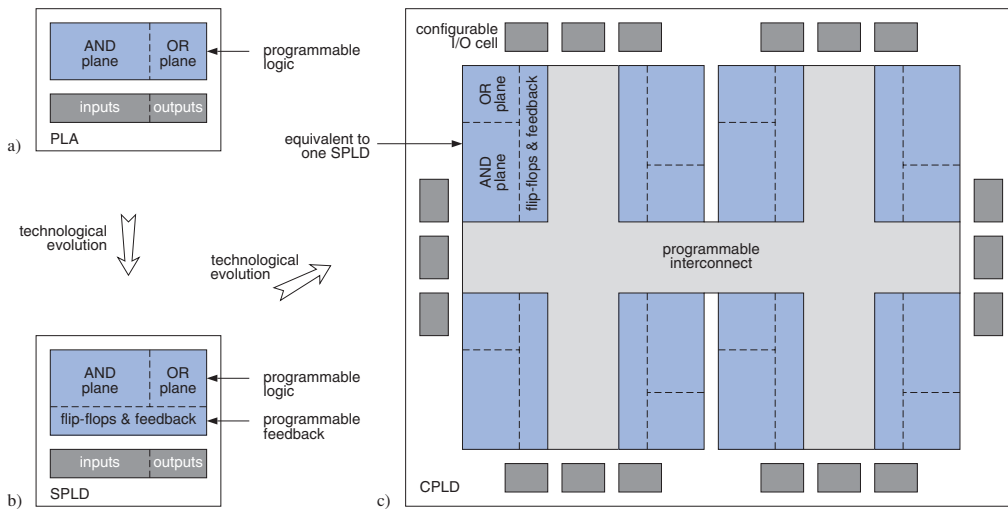 AND
plane
OR
plane
programmable
logic
inputs
outputs
PLA
a)
technological
evolution
technological
evolution
AND
plane
OR
plane
programmable
logic
flip-flops & feedback
programmable
feedback
inputs
outputs
SPLD
b)
configurable
I/O cell
equivalent to
one SPLD
OR
plane
AND
plane
flip-flops & feedback
programmable
interconnect
CPLD
c)